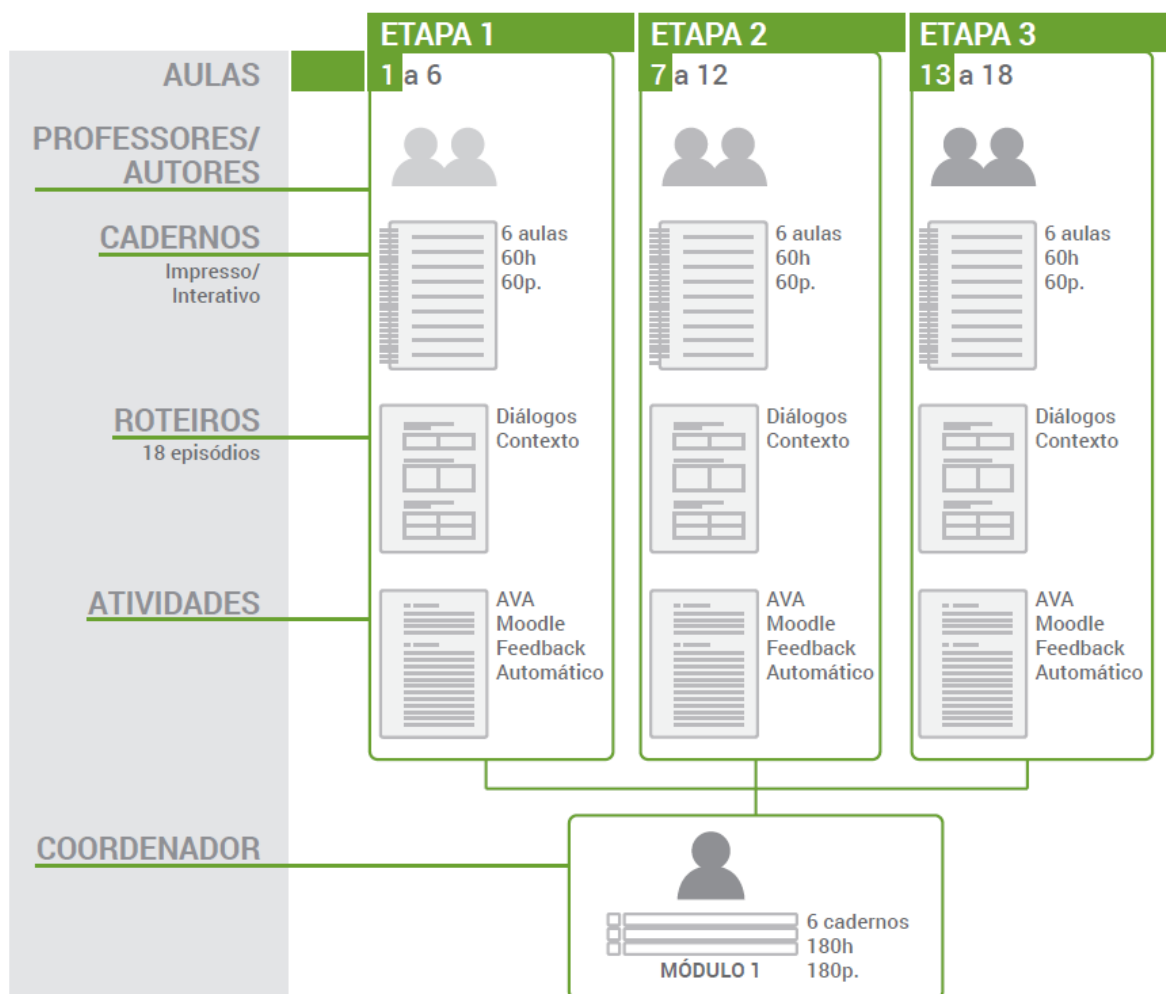 ETAPA 1
ETAPA 2
ETAPA 3
AULAS
1 a 6
7 a 12
13 a 18
PROFESSORES/
AUTORES
CADERNOS
Impresso/
Interativo
6 aulas
60h
60p.
6 aulas
60h
60p.
6 aulas
60h
60p.
ROTEIROS
18 episódios
Diálogos
Contexto
Diálogos
Contexto
Diálogos
Contexto
ATIVIDADES
AVA
Moodle
Feedback
Automático
AVA
Moodle
Feedback
Automático
AVA
Moodle
Feedback
Automático
COORDENADOR
6 cadernos
180h
180p.
MÓDULO 1